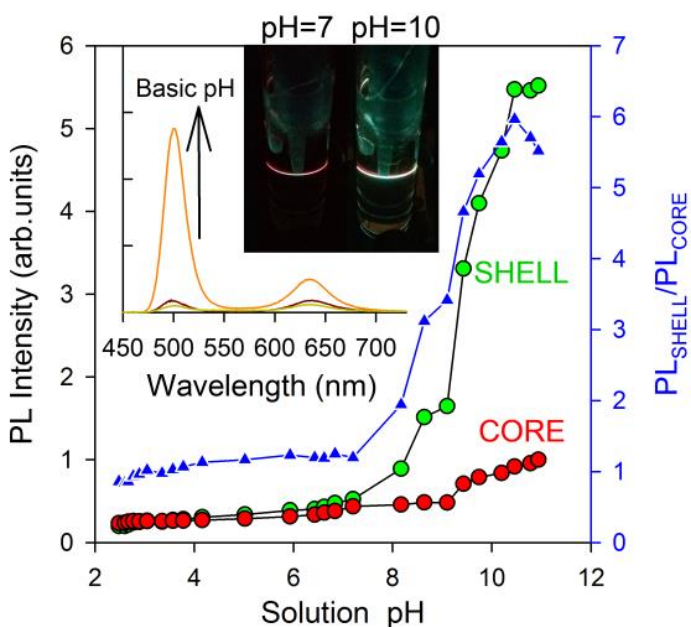 pH=7 pH=10
6
5
4
3
2
1
0
PL Intensity (arb.units)
Basic pH
450 500 550 600 650 700
Wavelength (nm)
SHELL
CORE
7
6
5
4
3
2
1
0
PLSHELL/PLCORE
2 4 6 8 10 12
Solution pH